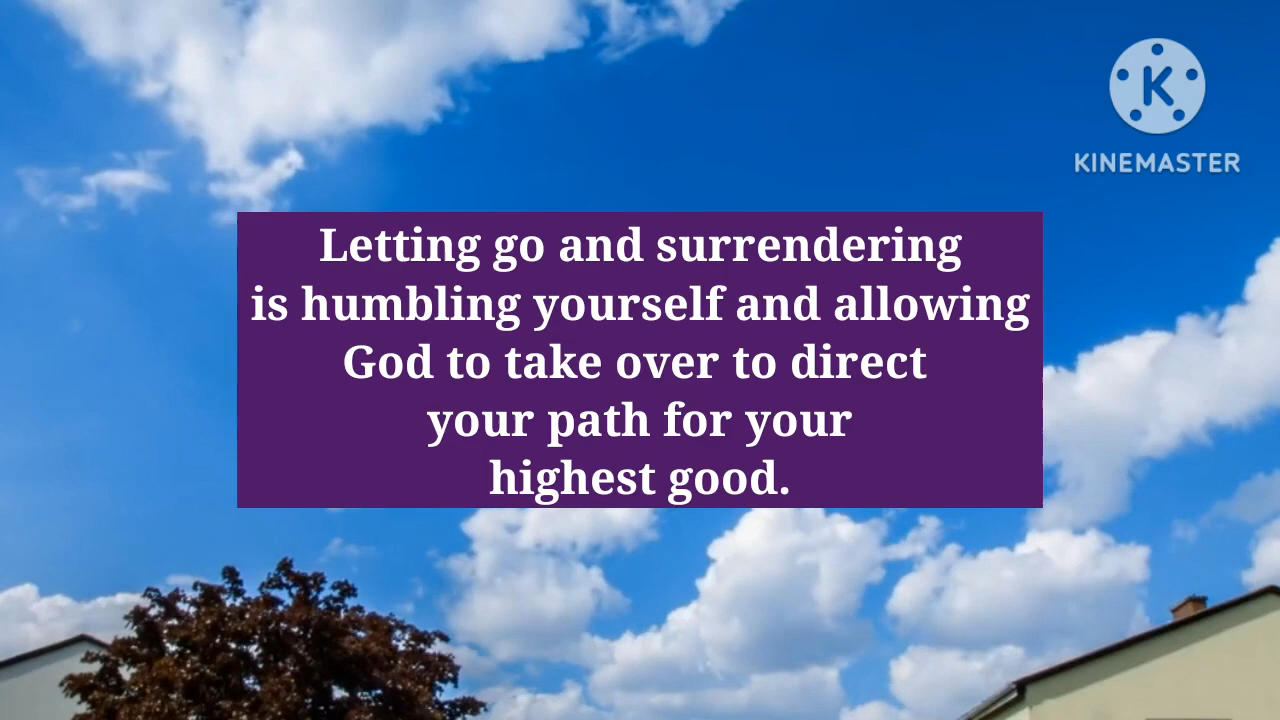 KINEMASTER
Letting go and surrendering
is humbling yourself and allowing
God to take over to direct
your path for your
highest good.